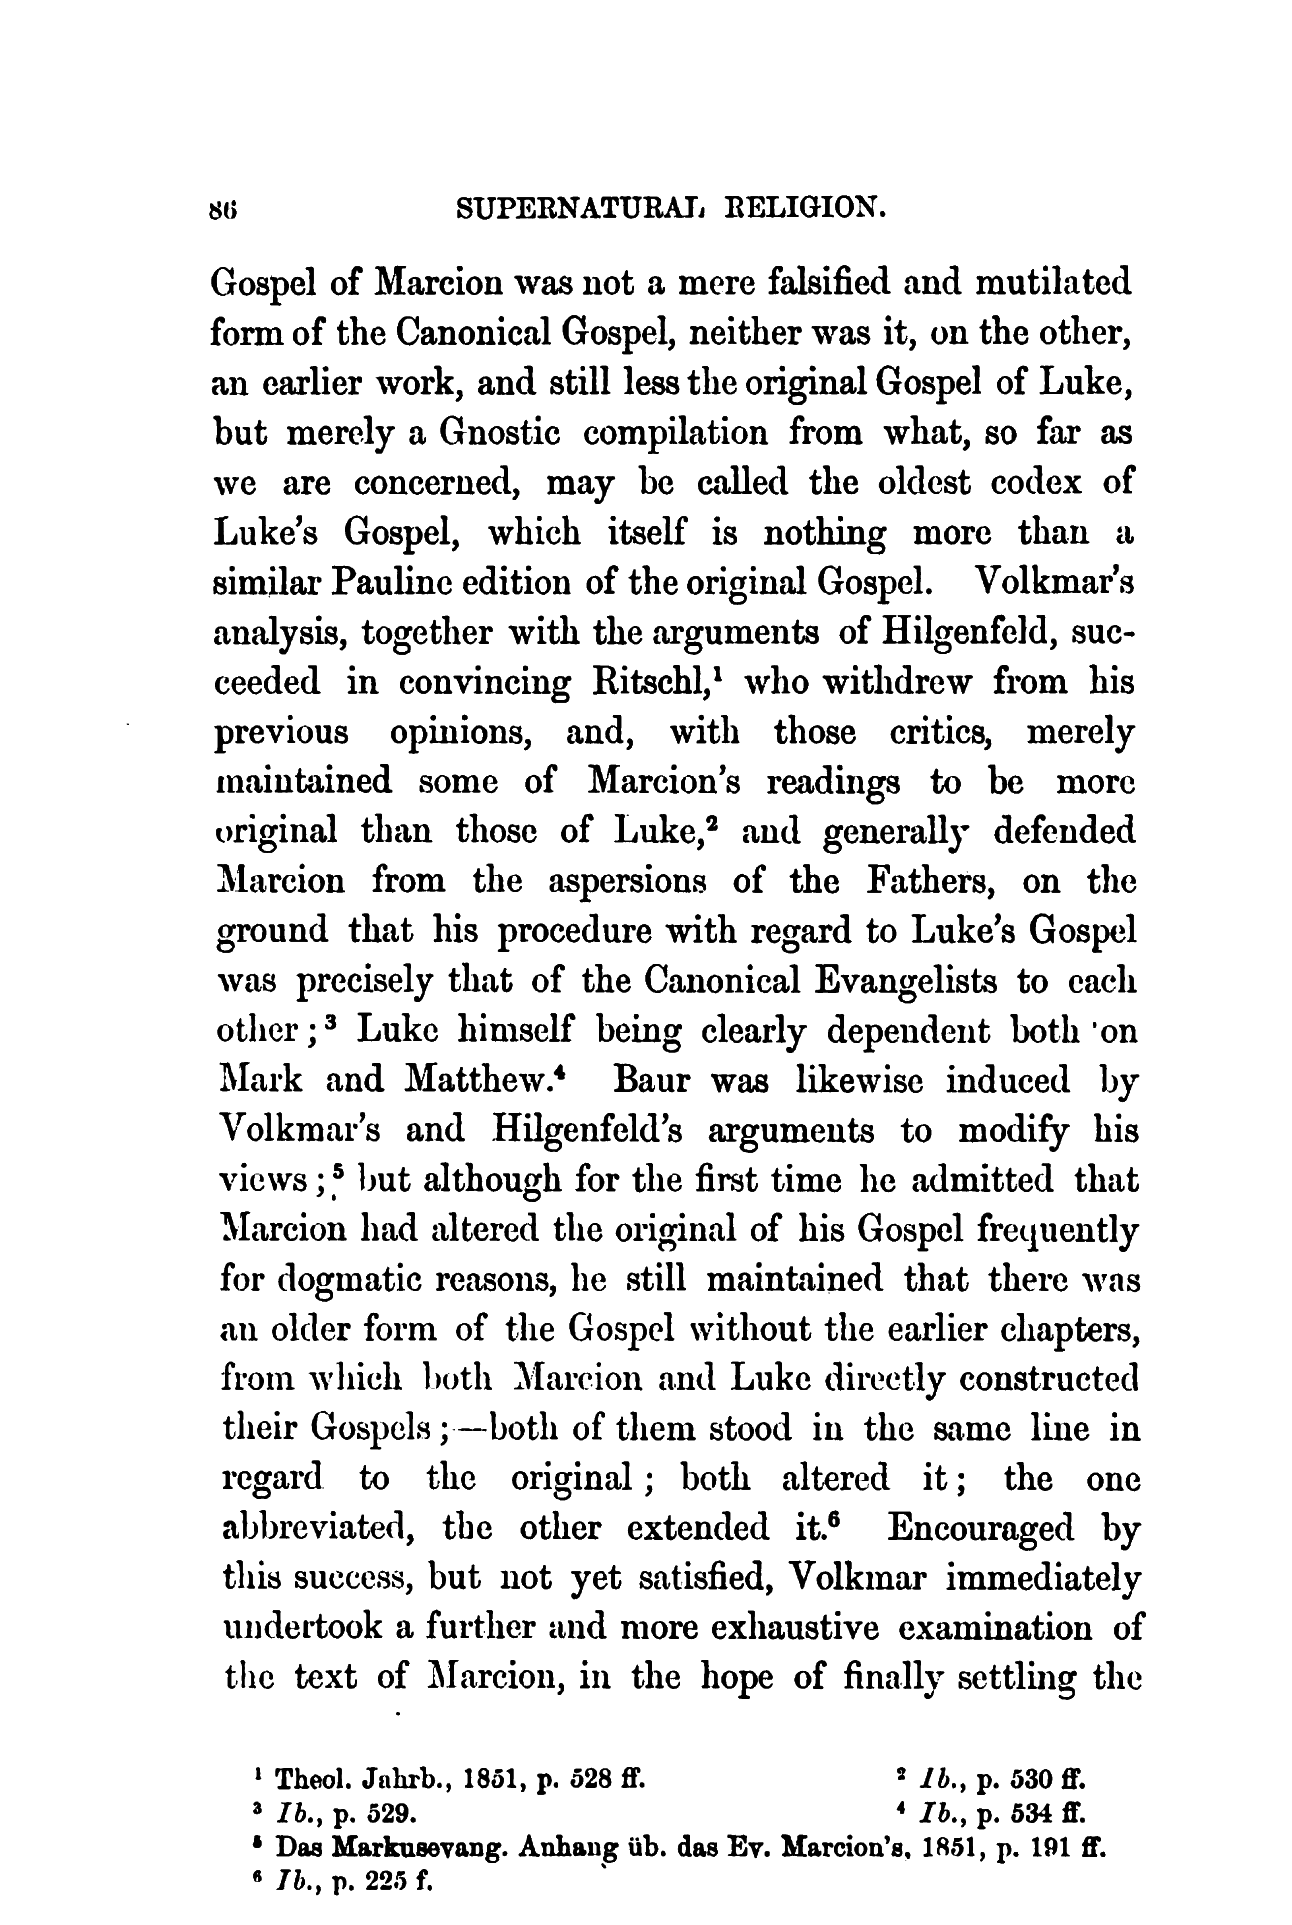 86 SUPERNATURAL RELIGION.
Gospel of Marcion was not a mere falsified and mutilated
form of the Canonical Gospel, neither was it, on the other,
an earlier work, and still less the original Gospel of Luke,
but merely a Gnostic compilation from what, so far as
we are concerned, may be called the oldest codex of
Luke's Gospel, which itself is nothing more than a
similar Pauline edition of the original Gospel. Volkmar's
analysis, together with the arguments of Hilgenfeld, suc-
ceeded in convincing Ritschl,¹ who withdrew from his
previous opinions, and, with those critics, merely
maintained some of Marcion's readings to be more
original than those of Luke,² and generally defended
Marcion from the aspersions of the Fathers, on the
ground that his procedure with regard to Luke's Gospel
was precisely that of the Canonical Evangelists to each
other;³ Luke himself being clearly dependent both on
Mark and Matthew.⁴ Baur was likewise induced by
Volkmar's and Hilgenfeld's arguments to modify his
views;⁵ but although for the first time he admitted that
Marcion had altered the original of his Gospel frequently
for dogmatic reasons, he still maintained that there was
an older form of the Gospel without the earlier chapters,
from which both Marcion and Luke directly constructed
their Gospels;—both of them stood in the same line in
regard to the original; both altered it; the one
abbreviated, the other extended it.⁶ Encouraged by
this success, but not yet satisfied, Volkmar immediately
undertook a further and more exhaustive examination of
the text of Marcion, in the hope of finally settling the
¹ Theol. Jahrb., 1851, p. 528 ff. ² Ib., p. 530 ff.
³ Ib., p. 529. ⁴ Ib., p. 534 ff.
⁵ Das Markusevang. Anhang üb. das Ev. Marcion's, 1851, p. 191 ff.
⁶ Ib., p. 225 f.